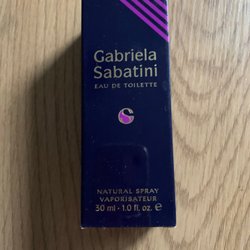 Gabriela
Sabatini
EAU DE TOILETTE
NATURAL SPRAY
VAPORISATEUR
30 ml · 1.0 fl. oz. ℮